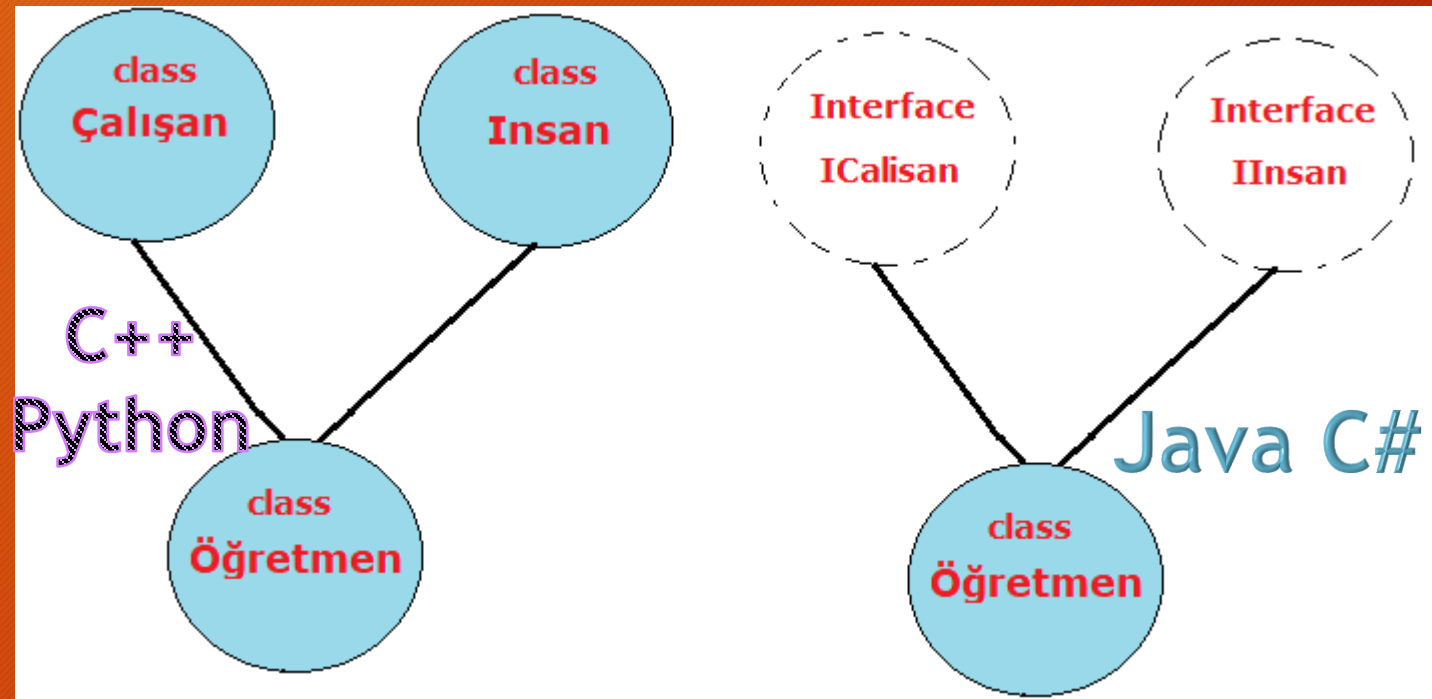 class
Çalışan
class
Insan
C++
Python
class
Öğretmen
Interface
ICalisan
Interface
IInsan
Java C#
class
Öğretmen